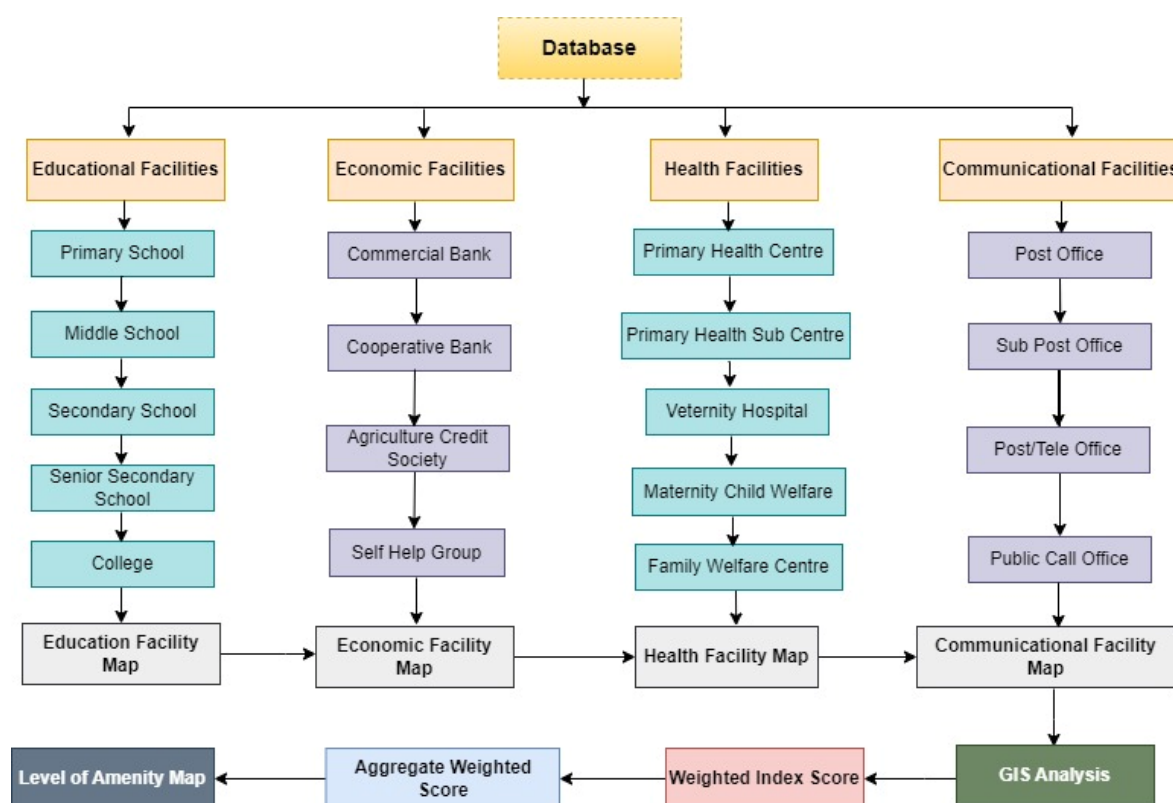 Database
Educational Facilities
Economic Facilities
Health Facilities
Communicational Facilities
Primary School
Middle School
Secondary School
Senior Secondary
School
College
Education Facility
Map
Commercial Bank
Cooperative Bank
Agriculture Credit
Society
Self Help Group
Economic Facility
Map
Primary Health Centre
Primary Health Sub Centre
Veternity Hospital
Maternity Child Welfare
Family Welfare Centre
Health Facility Map
Post Office
Sub Post Office
Post/Tele Office
Public Call Office
Communicational Facility
Map
GIS Analysis
Weighted Index Score
Aggregate Weighted
Score
Level of Amenity Map